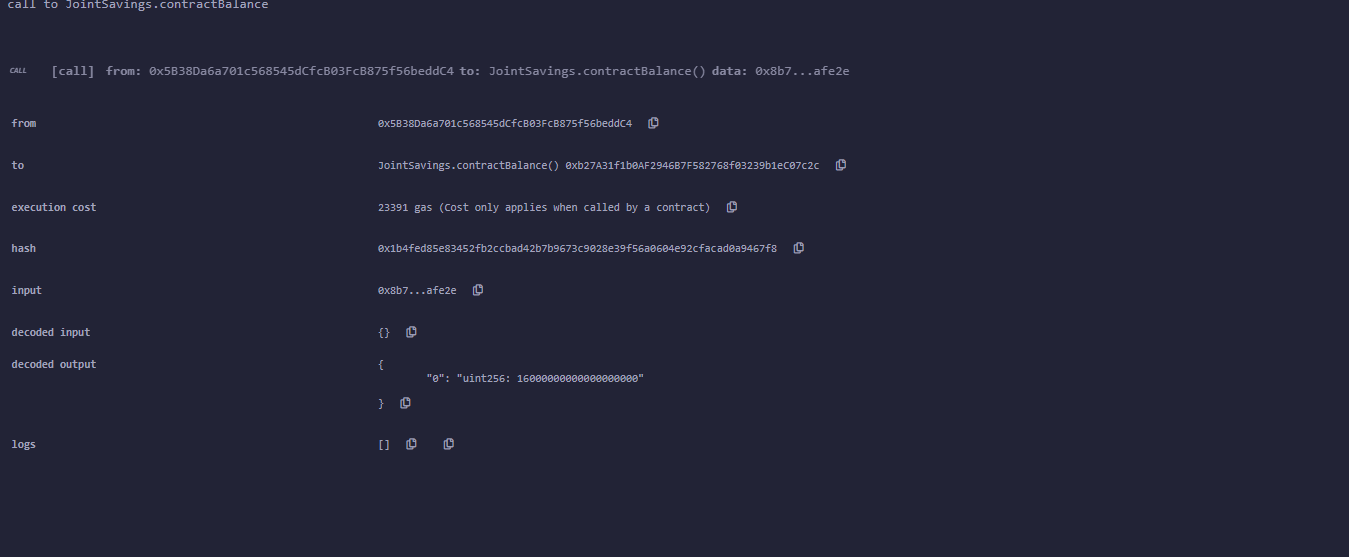 call to JointSavings.contractBalance
CALL [call] from: 0x5B38Da6a701c568545dCfcB03FcB875f56beddC4 to: JointSavings.contractBalance() data: 0x8b7...afe2e
from 0x5B38Da6a701c568545dCfcB03FcB875f56beddC4
to JointSavings.contractBalance() 0xb27A31f1b0AF2946B7F582768f03239b1eC07c2c
execution cost 23391 gas (Cost only applies when called by a contract)
hash 0x1b4fed85e83452fb2ccbad42b7b9673c9028e39f56a0604e92cfacad0a9467f8
input 0x8b7...afe2e
decoded input {}
decoded output {
"0": "uint256: 16000000000000000000"
}
logs []